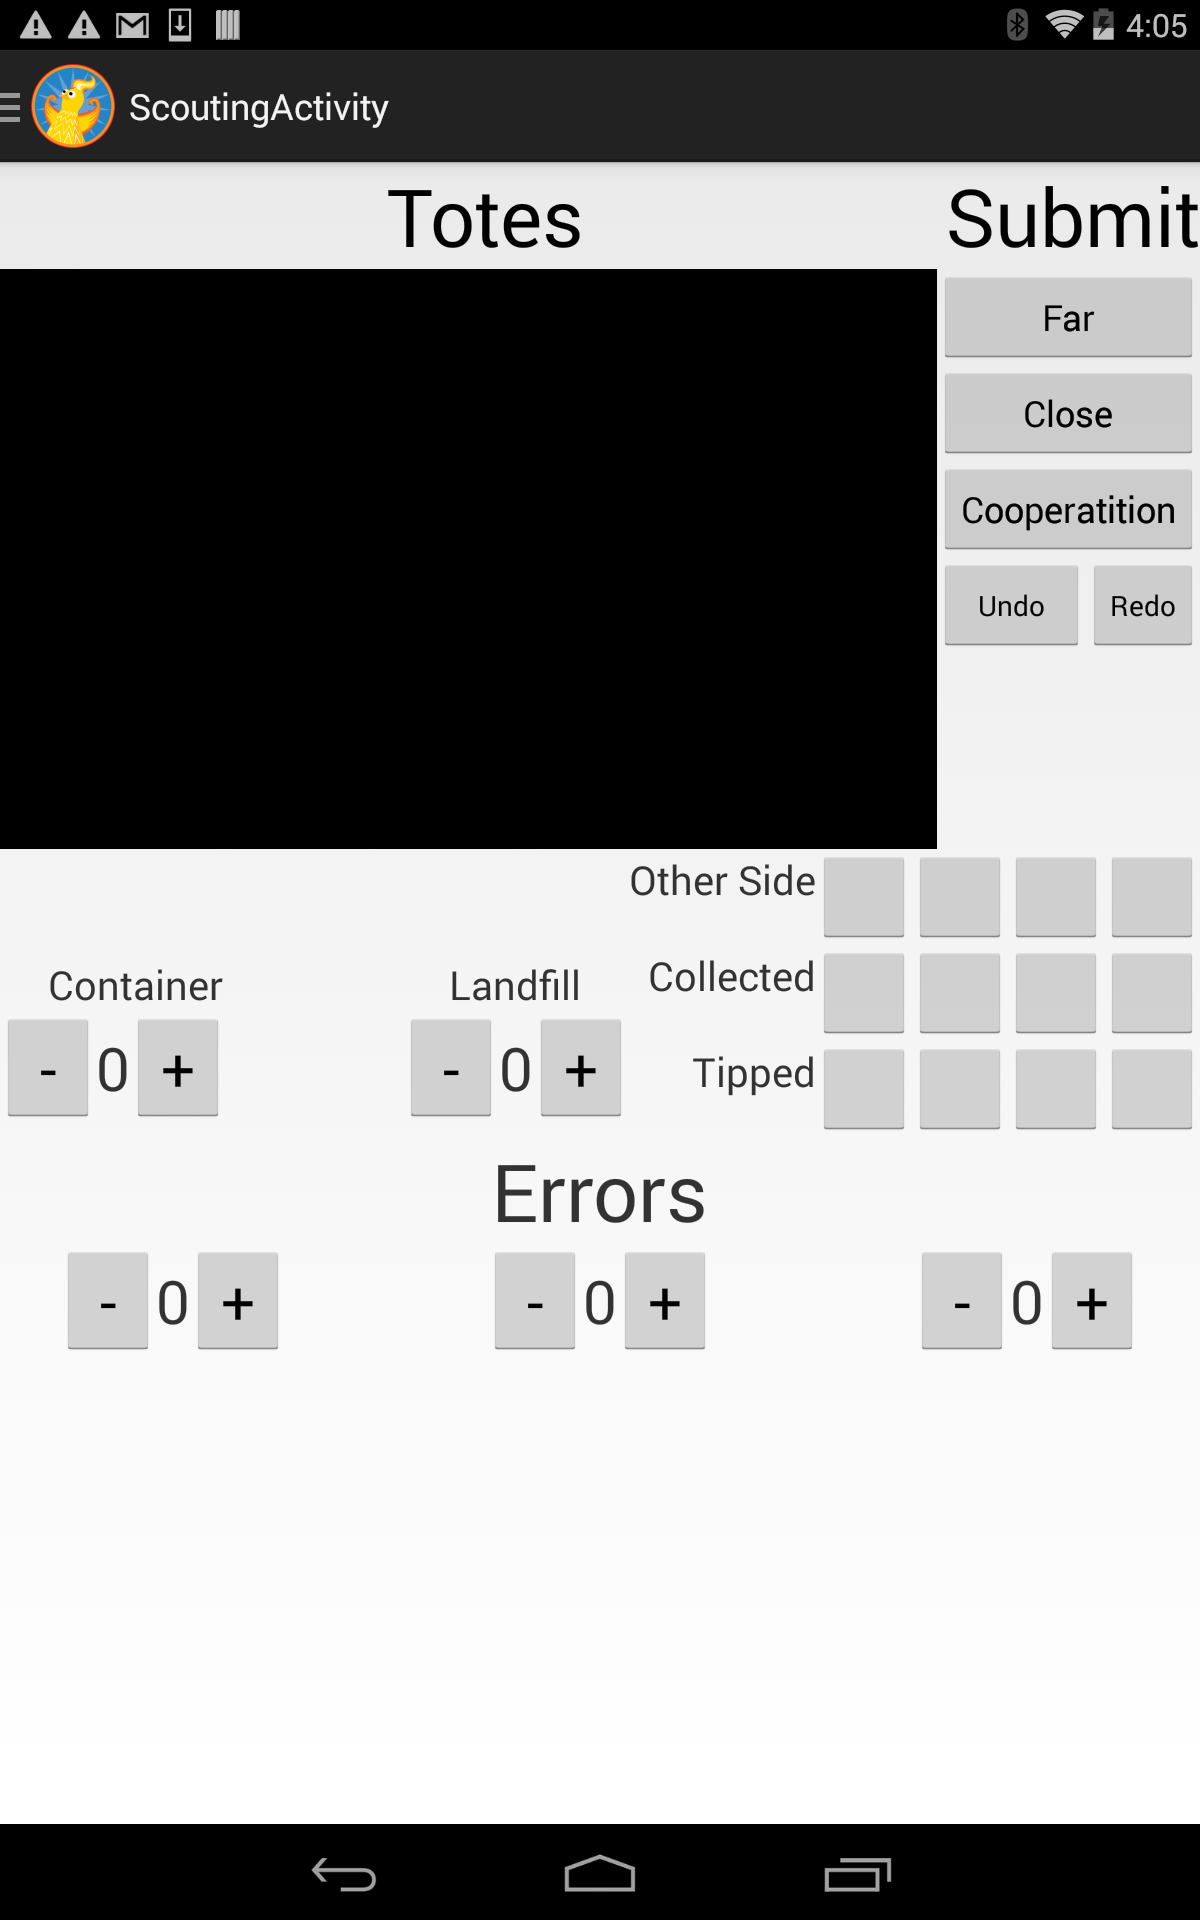 4:05
ScoutingActivity
Totes Submit
Far
Close
Cooperatition
Undo Redo
Other Side
Container Landfill Collected
- 0 + - 0 + Tipped
Errors
- 0 + - 0 + - 0 +